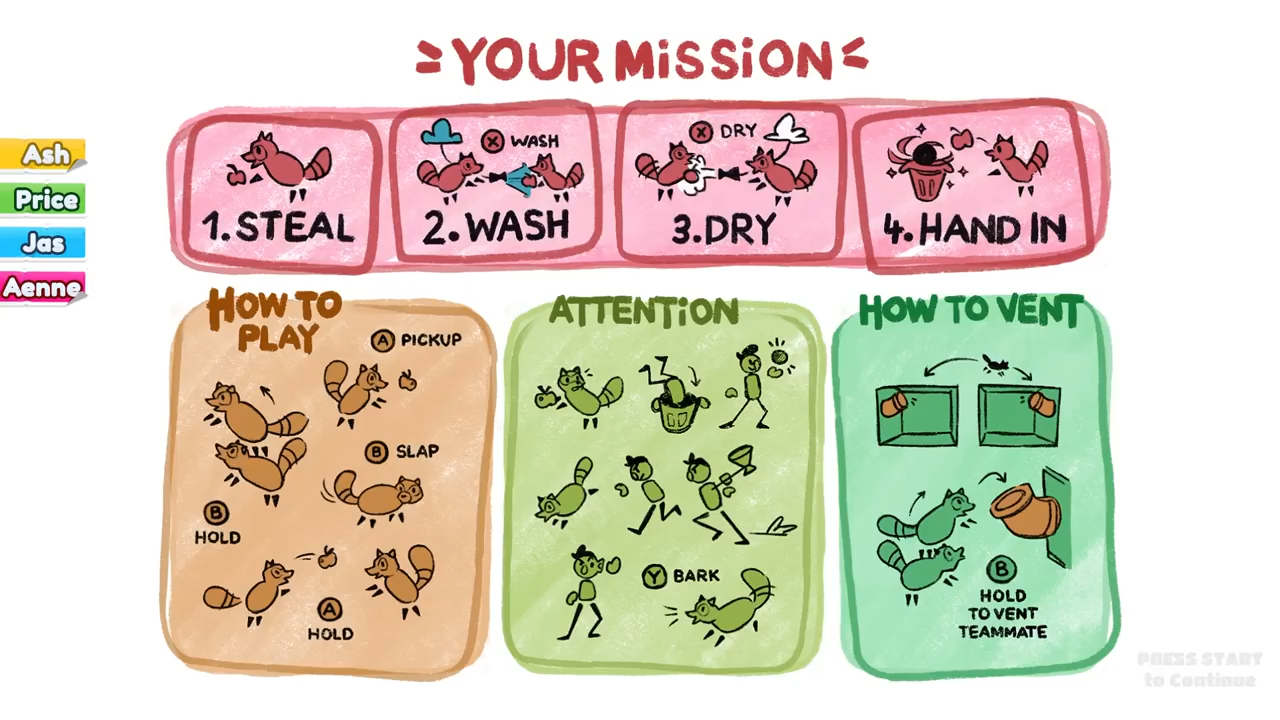 YOUR MiSSiON
Ash
Price
Jas
Aenne
1. STEAL
X WASH
2. WASH
X DRY
3. DRY
4. HAND IN
HOW TO
PLAY
A PICKUP
B SLAP
B
HOLD
A
HOLD
ATTENTiON
Y BARK
HOW TO VENT
B
HOLD
TO VENT
TEAMMATE
PRESS START
to Continue